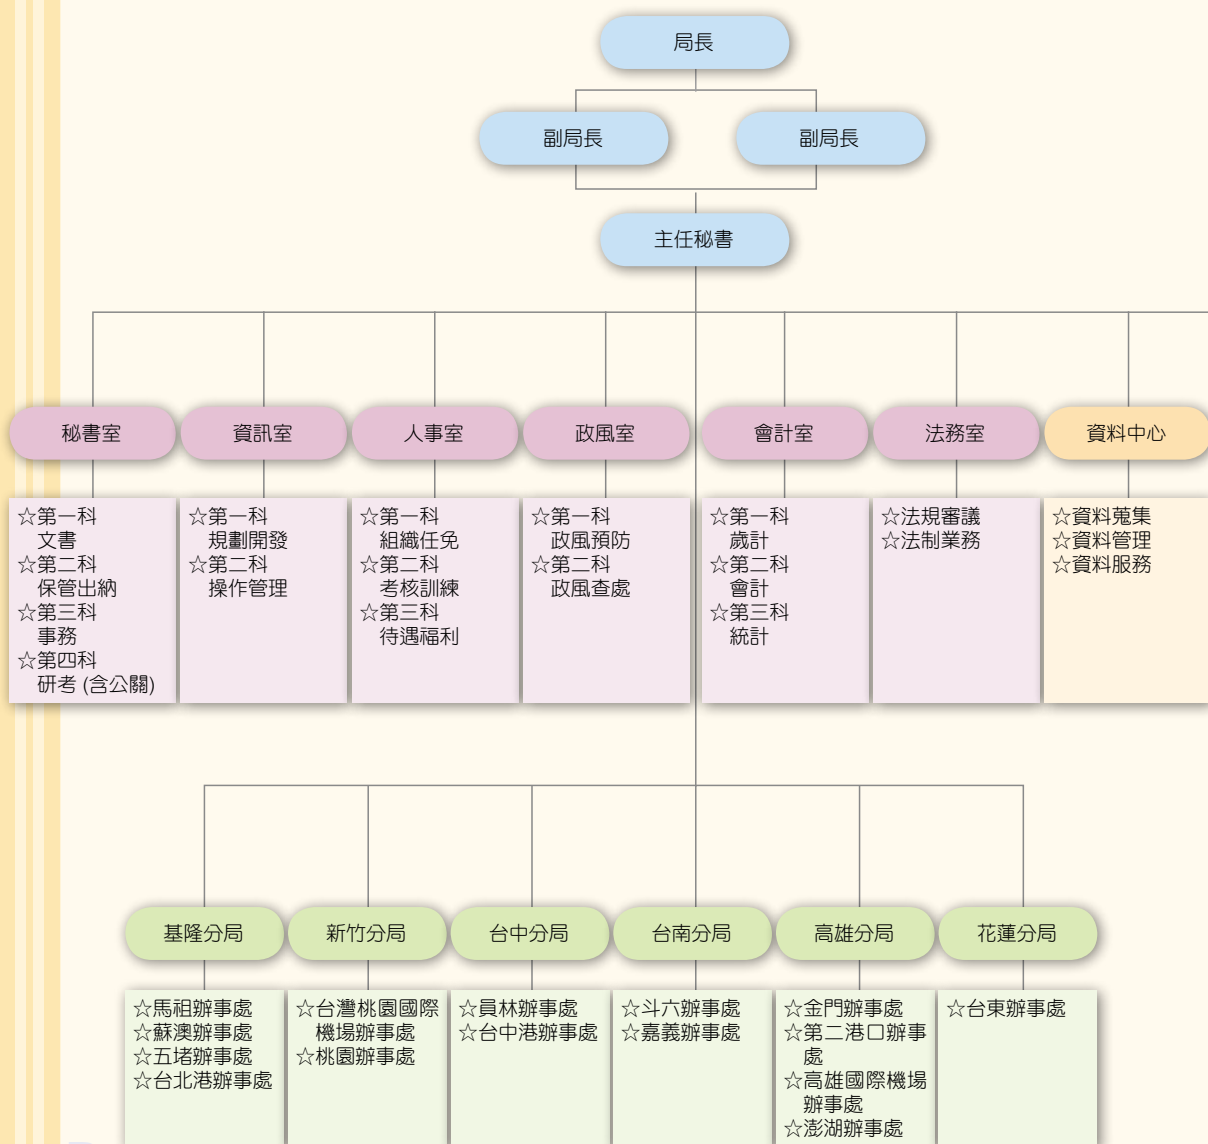 局長
副局長
副局長
主任秘書
秘書室
資訊室
人事室
政風室
會計室
法務室
資料中心
☆第一科
文書
☆第二科
保管出納
☆第三科
事務
☆第四科
研考 (含公關)
☆第一科
規劃開發
☆第二科
操作管理
☆第一科
組織任免
☆第二科
考核訓練
☆第三科
待遇福利
☆第一科
政風預防
☆第二科
政風查處
☆第一科
歲計
☆第二科
會計
☆第三科
統計
☆法規審議
☆法制業務
☆資料蒐集
☆資料管理
☆資料服務
基隆分局
新竹分局
台中分局
台南分局
高雄分局
花蓮分局
☆馬祖辦事處
☆蘇澳辦事處
☆五堵辦事處
☆台北港辦事處
☆台灣桃園國際
機場辦事處
☆桃園辦事處
☆員林辦事處
☆台中港辦事處
☆斗六辦事處
☆嘉義辦事處
☆金門辦事處
☆第二港口辦事
處
☆高雄國際機場
辦事處
☆澎湖辦事處
☆台東辦事處